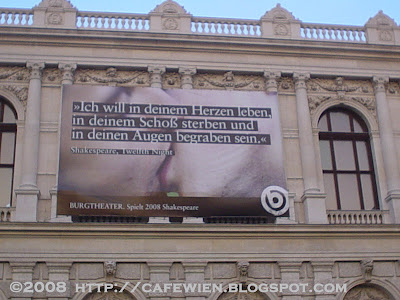 »Ich will in deinem Herzen leben,
in deinem Schoß sterben und
in deinen Augen begraben sein.«
Shakespeare, Twelfth Night
BURGTHEATER. Spielt 2008 Shakespeare
©2008 HTTP://CAFEWIEN.BLOGSPOT.COM